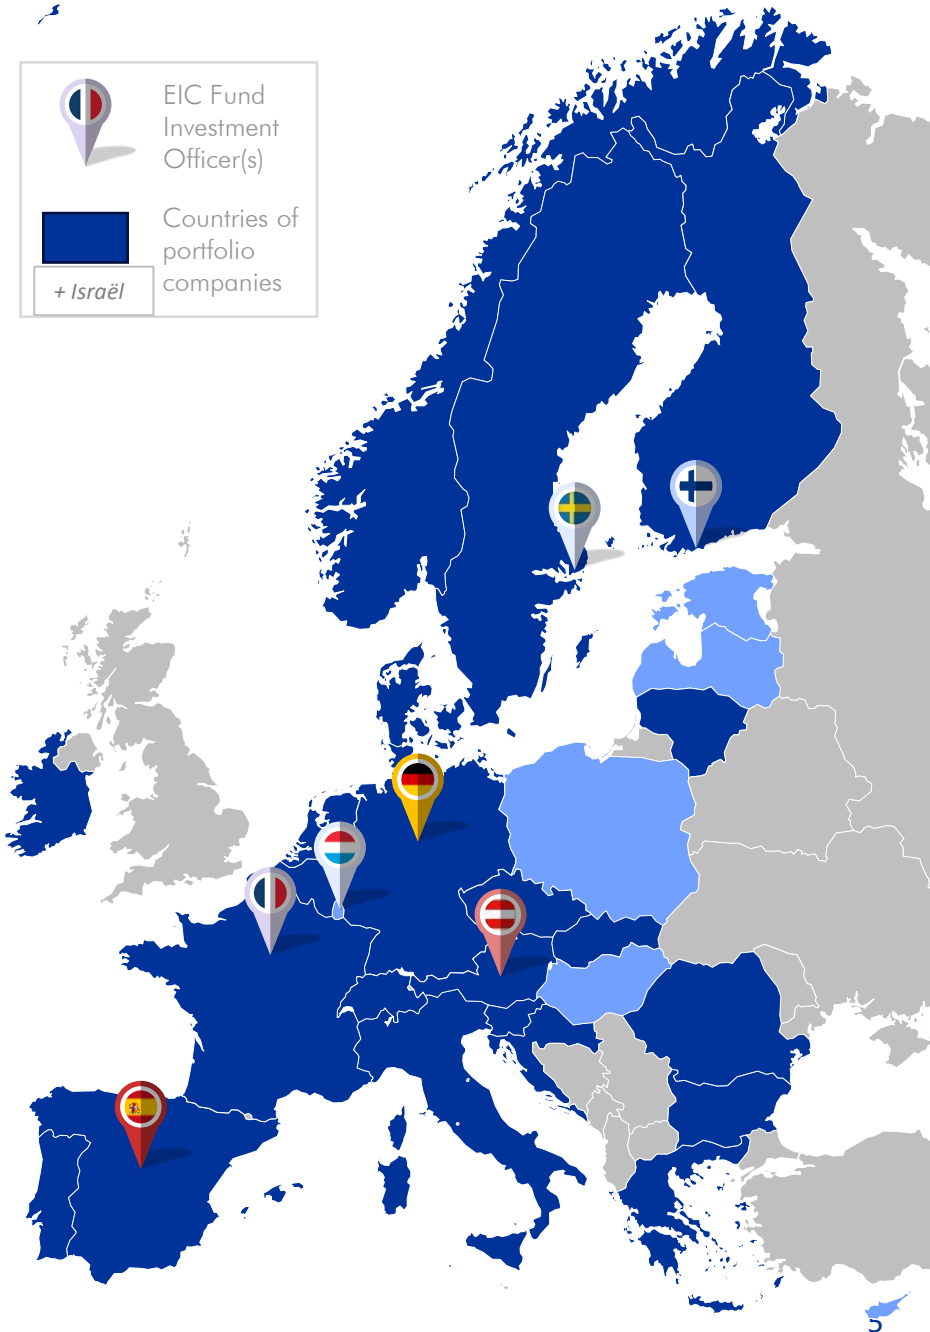 EIC Fund
Investment
Officer(s)
Countries of
portfolio
companies
+ Israël
5